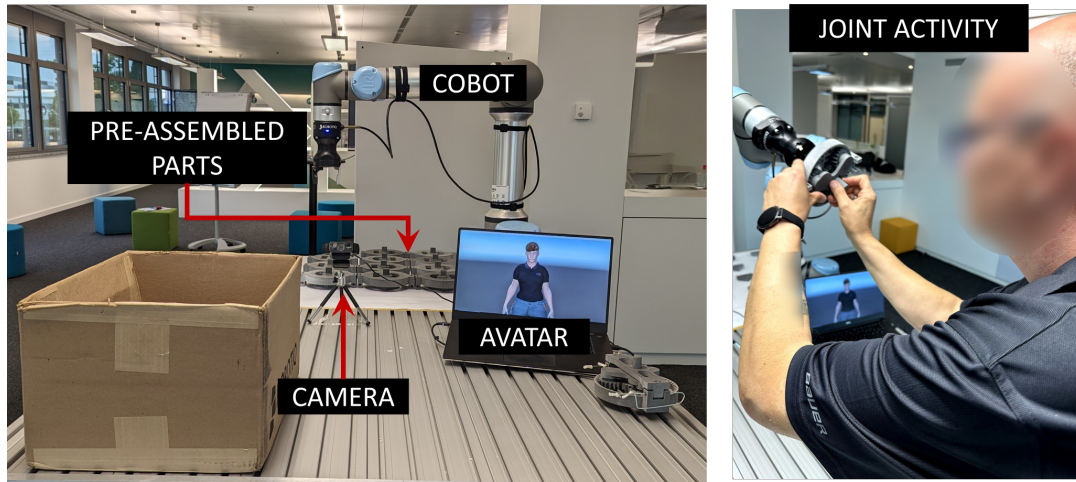 PRE-ASSEMBLED
PARTS
COBOT
AVATAR
CAMERA
JOINT ACTIVITY
BAUER